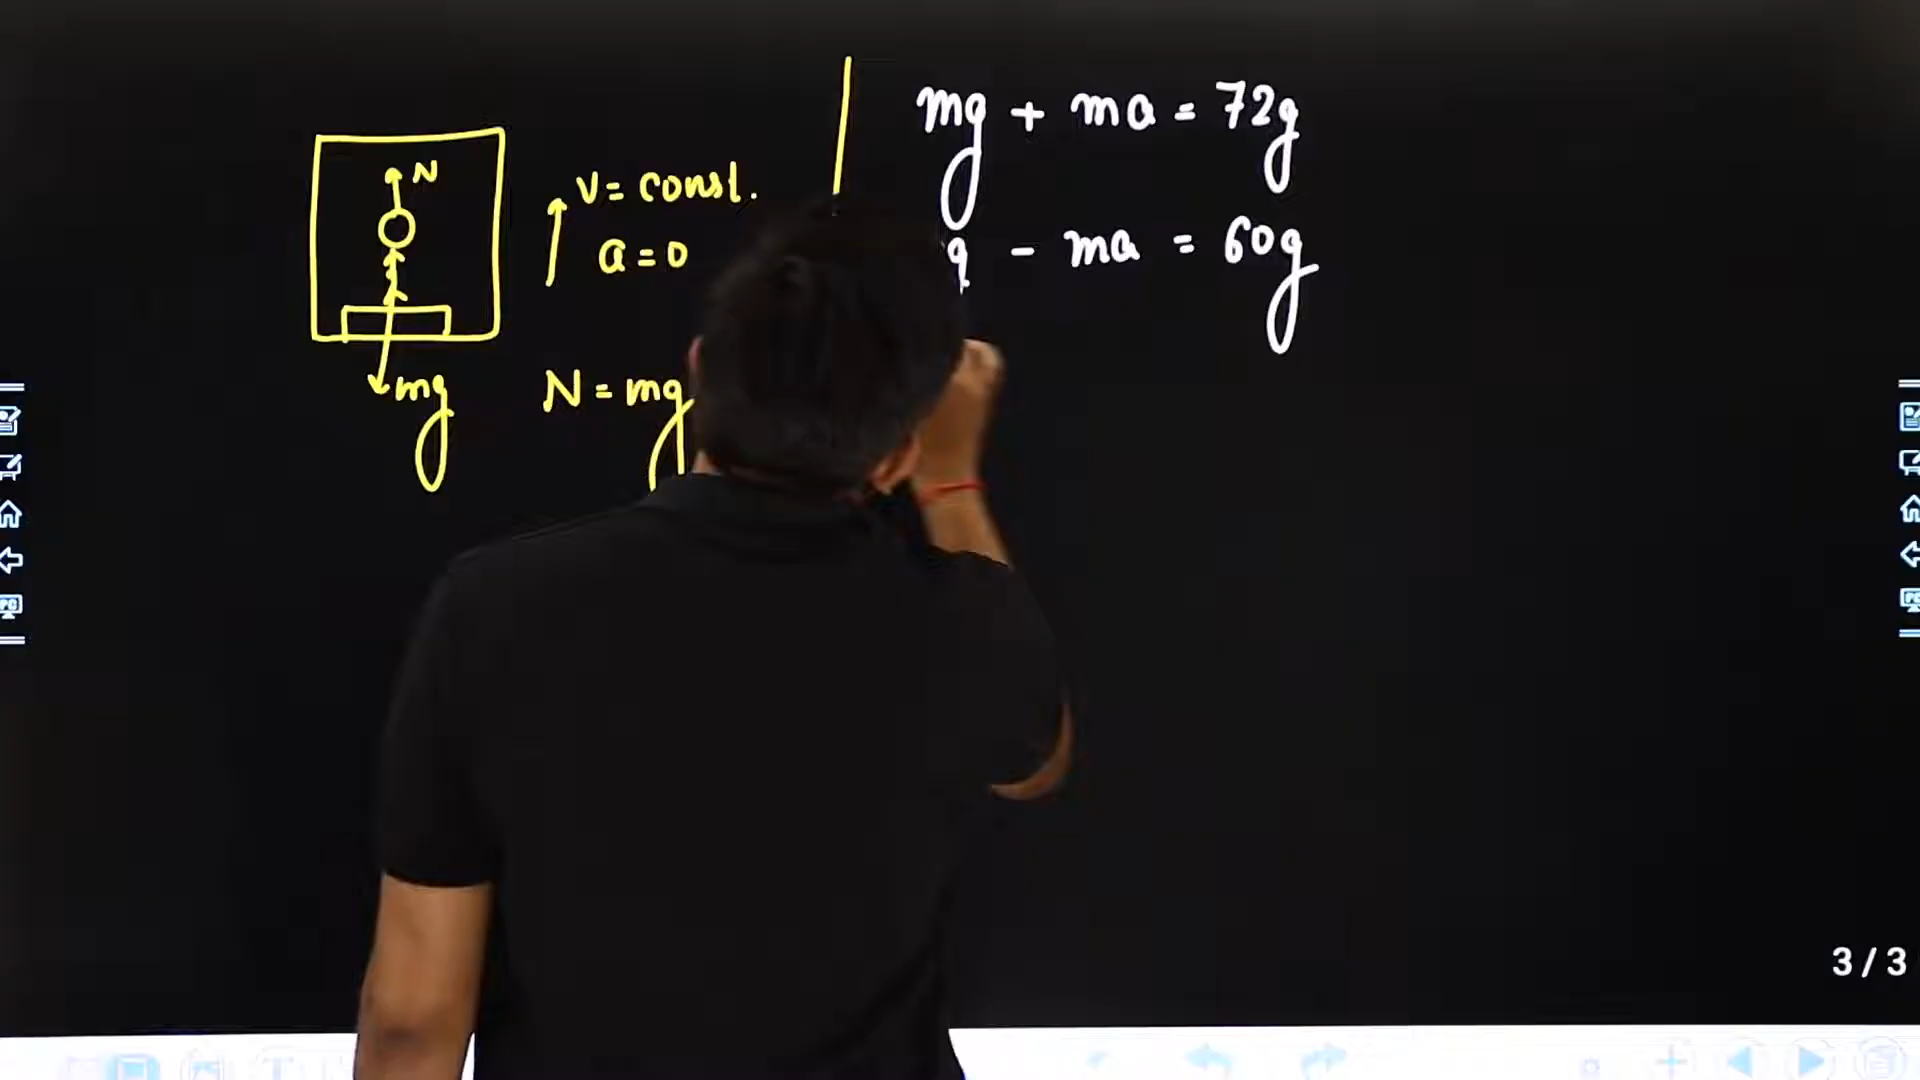 N
V = const.
a = 0
mg
N = mg
mg + ma = 72g
g - ma = 60g
3 / 3